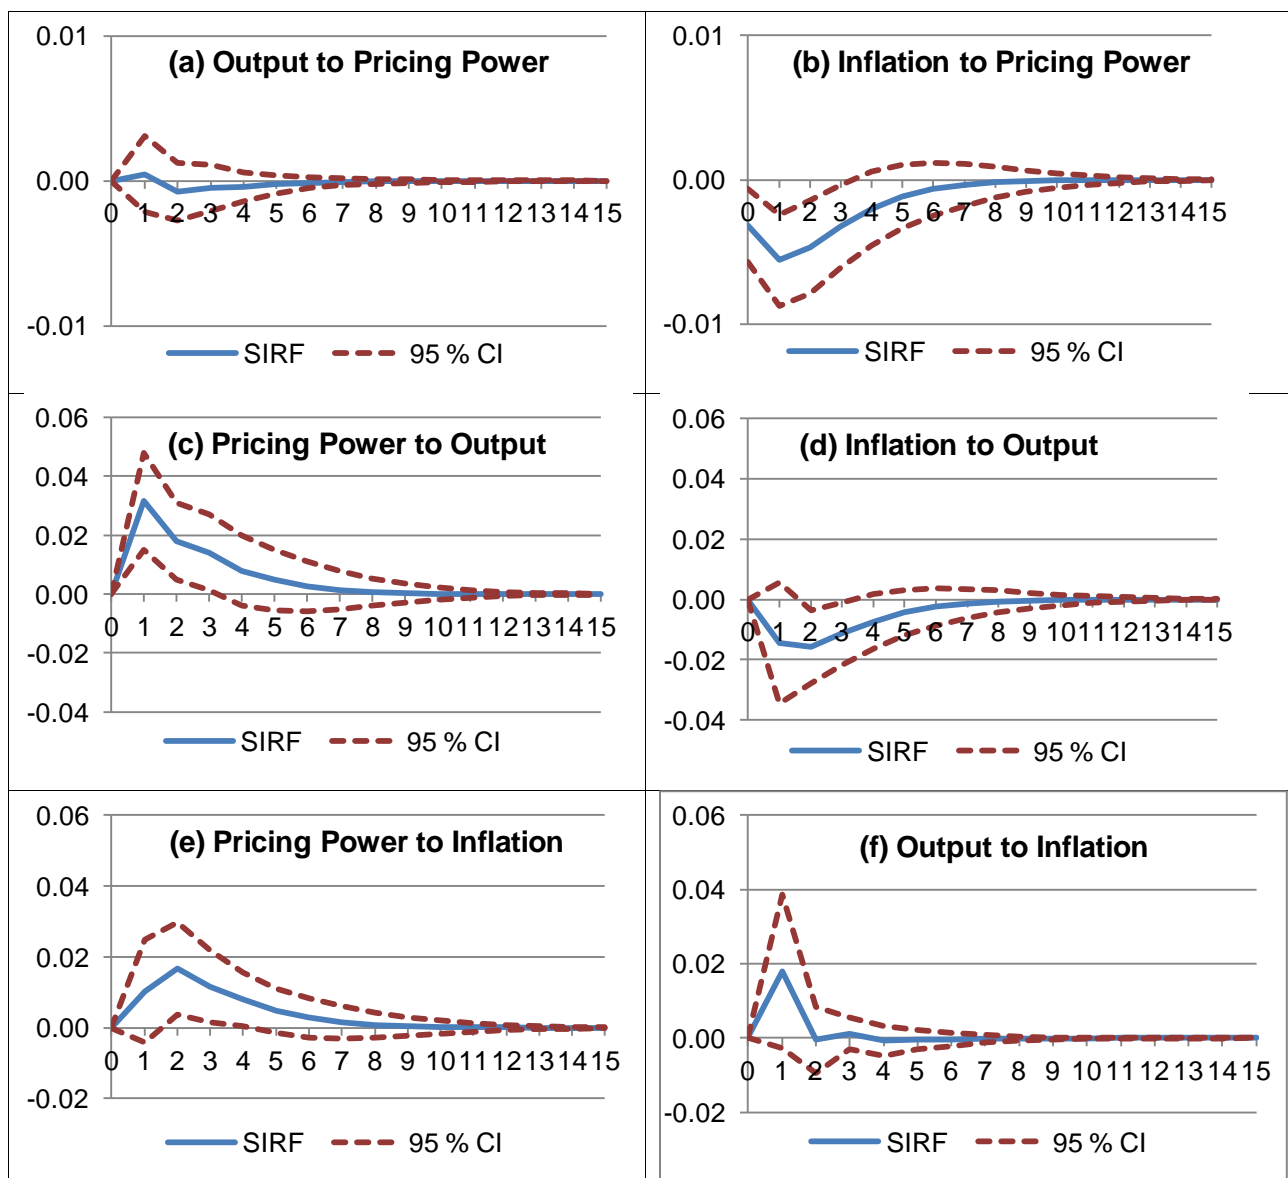 (a) Output to Pricing Power
0.01
0.00
-0.01
0 1 2 3 4 5 6 7 8 9 10 11 12 13 14 15
SIRF 95 % CI
(b) Inflation to Pricing Power
0.01
0.00
-0.01
0 1 2 3 4 5 6 7 8 9 10 11 12 13 14 15
SIRF 95 % CI
(c) Pricing Power to Output
0.06
0.04
0.02
0.00
-0.02
-0.04
0 1 2 3 4 5 6 7 8 9 10 11 12 13 14 15
SIRF 95 % CI
(d) Inflation to Output
0.06
0.04
0.02
0.00
-0.02
-0.04
0 1 2 3 4 5 6 7 8 9 10 11 12 13 14 15
SIRF 95 % CI
(e) Pricing Power to Inflation
0.06
0.04
0.02
0.00
-0.02
0 1 2 3 4 5 6 7 8 9 10 11 12 13 14 15
SIRF 95 % CI
(f) Output to Inflation
0.06
0.04
0.02
0.00
-0.02
0 1 2 3 4 5 6 7 8 9 10 11 12 13 14 15
SIRF 95 % CI